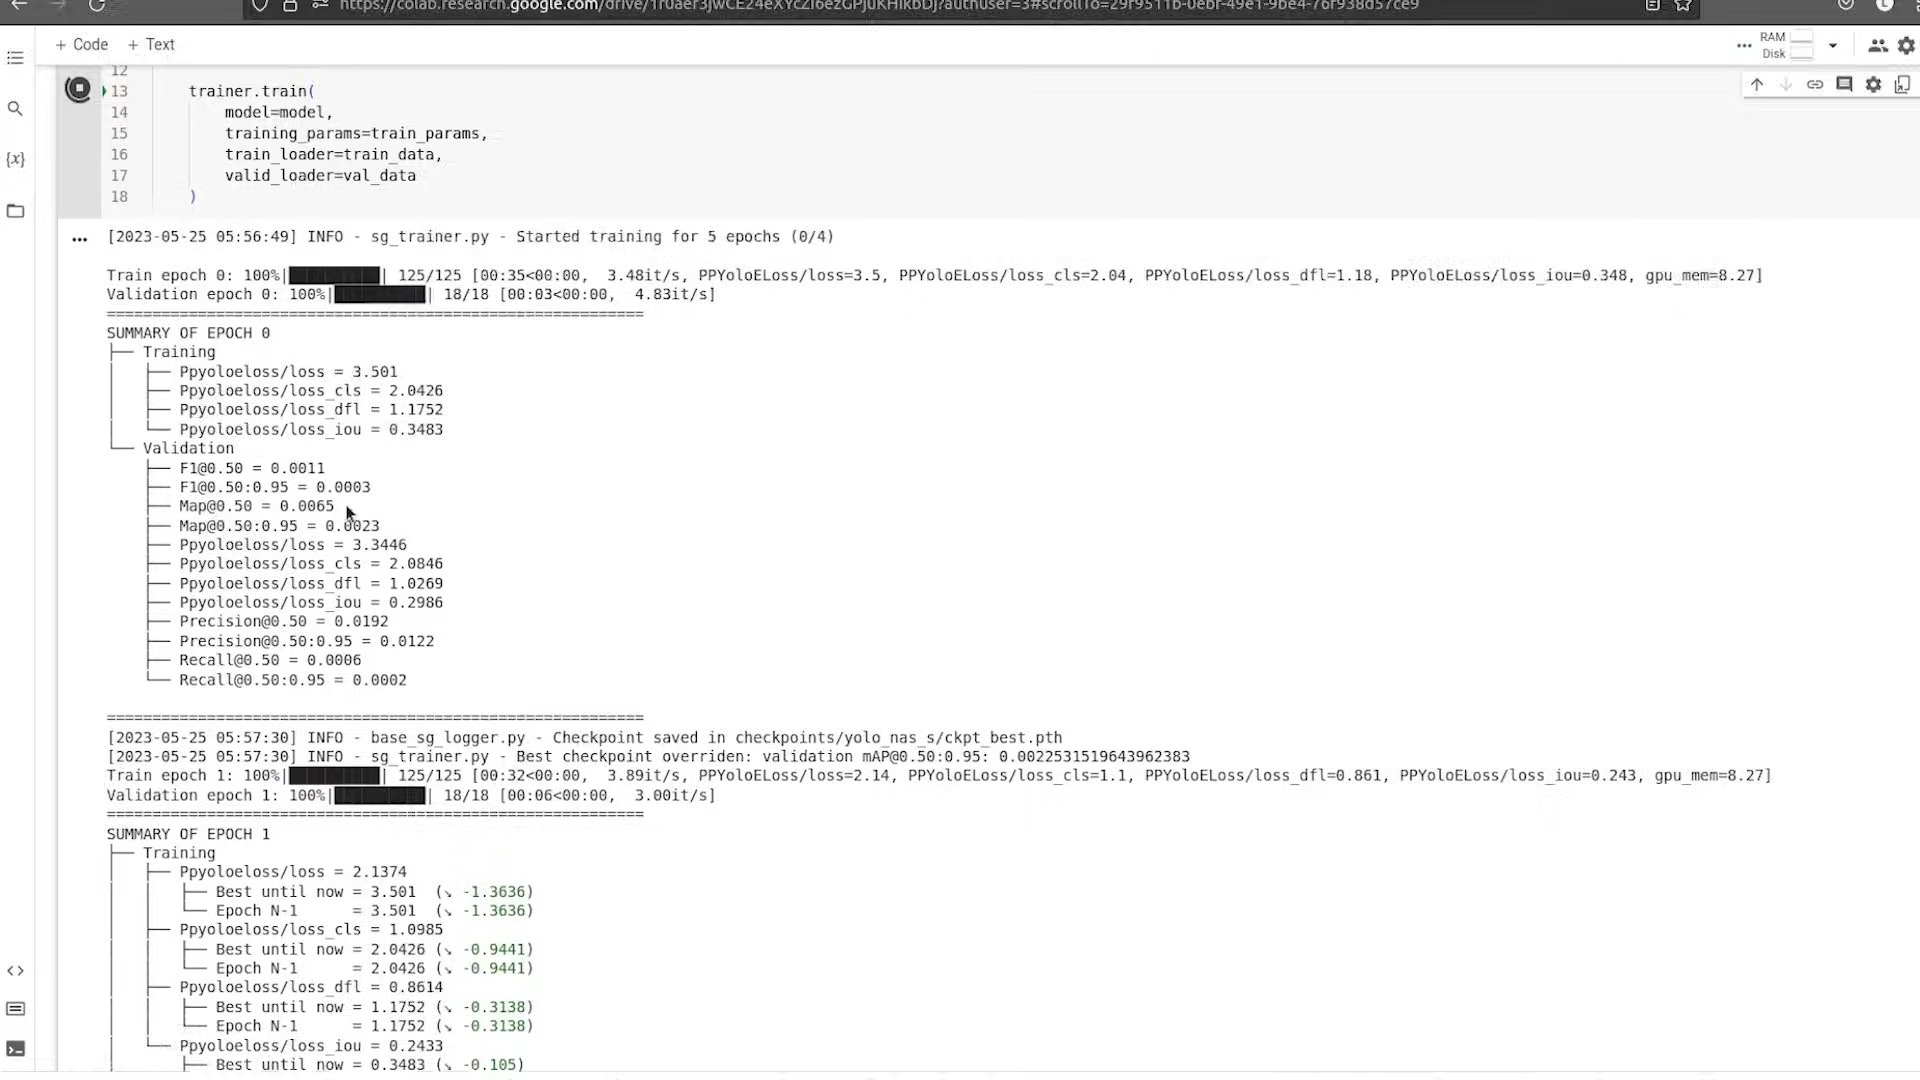 + Code + Text
RAM
Disk
12
13 trainer.train(
14 model=model,
15 training_params=train_params,
16 train_loader=train_data,
17 valid_loader=val_data
18 )
[2023-05-25 05:56:49] INFO - sg_trainer.py - Started training for 5 epochs (0/4)
Train epoch 0: 100%|██████████| 125/125 [00:35<00:00, 3.48it/s, PPYoloELoss/loss=3.5, PPYoloELoss/loss_cls=2.04, PPYoloELoss/loss_dfl=1.18, PPYoloELoss/loss_iou=0.348, gpu_mem=8.27]
Validation epoch 0: 100%|██████████| 18/18 [00:03<00:00, 4.83it/s]
===========================================================
SUMMARY OF EPOCH 0
├── Training
│   ├── Ppyoloeloss/loss = 3.501
│   ├── Ppyoloeloss/loss_cls = 2.0426
│   ├── Ppyoloeloss/loss_dfl = 1.1752
│   └── Ppyoloeloss/loss_iou = 0.3483
└── Validation
    ├── F1@0.50 = 0.0011
    ├── F1@0.50:0.95 = 0.0003
    ├── Map@0.50 = 0.0065
    ├── Map@0.50:0.95 = 0.0023
    ├── Ppyoloeloss/loss = 3.3446
    ├── Ppyoloeloss/loss_cls = 2.0846
    ├── Ppyoloeloss/loss_dfl = 1.0269
    ├── Ppyoloeloss/loss_iou = 0.2986
    ├── Precision@0.50 = 0.0192
    ├── Precision@0.50:0.95 = 0.0122
    ├── Recall@0.50 = 0.0006
    └── Recall@0.50:0.95 = 0.0002
===========================================================
[2023-05-25 05:57:30] INFO - base_sg_logger.py - Checkpoint saved in checkpoints/yolo_nas_s/ckpt_best.pth
[2023-05-25 05:57:30] INFO - sg_trainer.py - Best checkpoint overriden: validation mAP@0.50:0.95: 0.0022531519643962383
Train epoch 1: 100%|██████████| 125/125 [00:32<00:00, 3.89it/s, PPYoloELoss/loss=2.14, PPYoloELoss/loss_cls=1.1, PPYoloELoss/loss_dfl=0.861, PPYoloELoss/loss_iou=0.243, gpu_mem=8.27]
Validation epoch 1: 100%|██████████| 18/18 [00:06<00:00, 3.00it/s]
===========================================================
SUMMARY OF EPOCH 1
├── Training
│   ├── Ppyoloeloss/loss = 2.1374
│   │   ├── Best until now = 3.501 (↘ -1.3636)
│   │   └── Epoch N-1 = 3.501 (↘ -1.3636)
│   ├── Ppyoloeloss/loss_cls = 1.0985
│   │   ├── Best until now = 2.0426 (↘ -0.9441)
│   │   └── Epoch N-1 = 2.0426 (↘ -0.9441)
│   ├── Ppyoloeloss/loss_dfl = 0.8614
│   │   ├── Best until now = 1.1752 (↘ -0.3138)
│   │   └── Epoch N-1 = 1.1752 (↘ -0.3138)
│   └── Ppyoloeloss/loss_iou = 0.2433
│       ├── Best until now = 0.3483 (↘ -0.105)